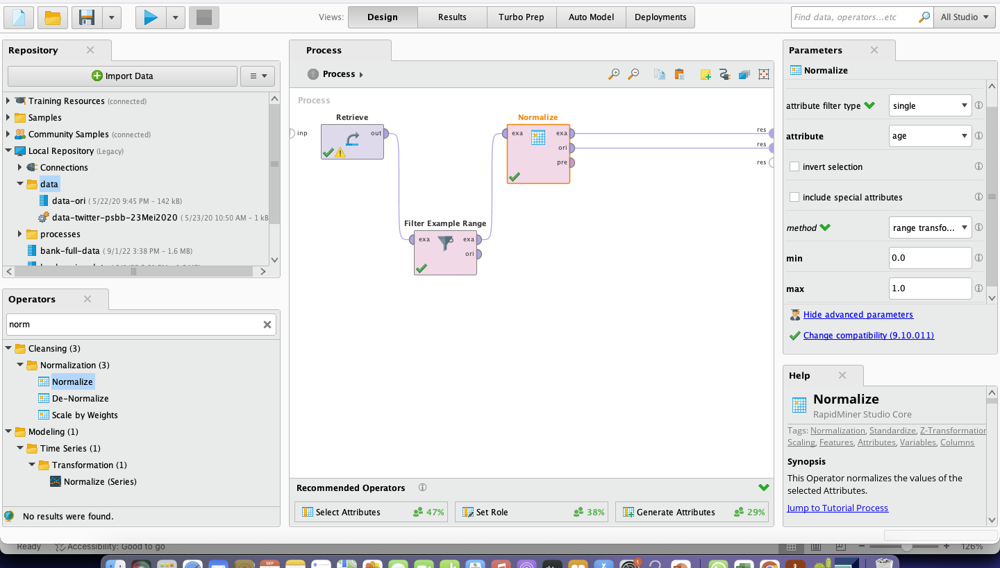 Views:
Design
Results
Turbo Prep
Auto Model
Deployments
Find data, operators...etc
All Studio
Repository
Import Data
Training Resources (connected)
Samples
Community Samples (connected)
Local Repository (Legacy)
Connections
data
data-ori ( 5/22/20 9:45 PM – 142 kB)
data-twitter-psbb-23Mei2020 ( 5/23/20 10:50 AM – 1 kB
processes
bank-full-data ( 9/1/22 3:38 PM – 1.6 MB)
Operators
norm
Cleansing (3)
Normalization (3)
Normalize
De-Normalize
Scale by Weights
Modeling (1)
Time Series (1)
Transformation (1)
Normalize (Series)
No results were found.
Process
Process
Process
Retrieve
inp
out
Normalize
exa
exa
ori
pre
res
res
res
Filter Example Range
exa
exa
ori
Recommended Operators
Select Attributes
47%
Set Role
38%
Generate Attributes
29%
Parameters
Normalize
attribute filter type
single
attribute
age
invert selection
include special attributes
method
range transfo...
min
0.0
max
1.0
Hide advanced parameters
Change compatibility (9.10.011)
Help
Normalize
RapidMiner Studio Core
Tags: Normalization, Standardize, Z-Transformation
Scaling, Features, Attributes, Variables, Columns
Synopsis
This Operator normalizes the values of the
selected Attributes.
Jump to Tutorial Process
Ready
Accessibility: Good to go
126%
SEP
1